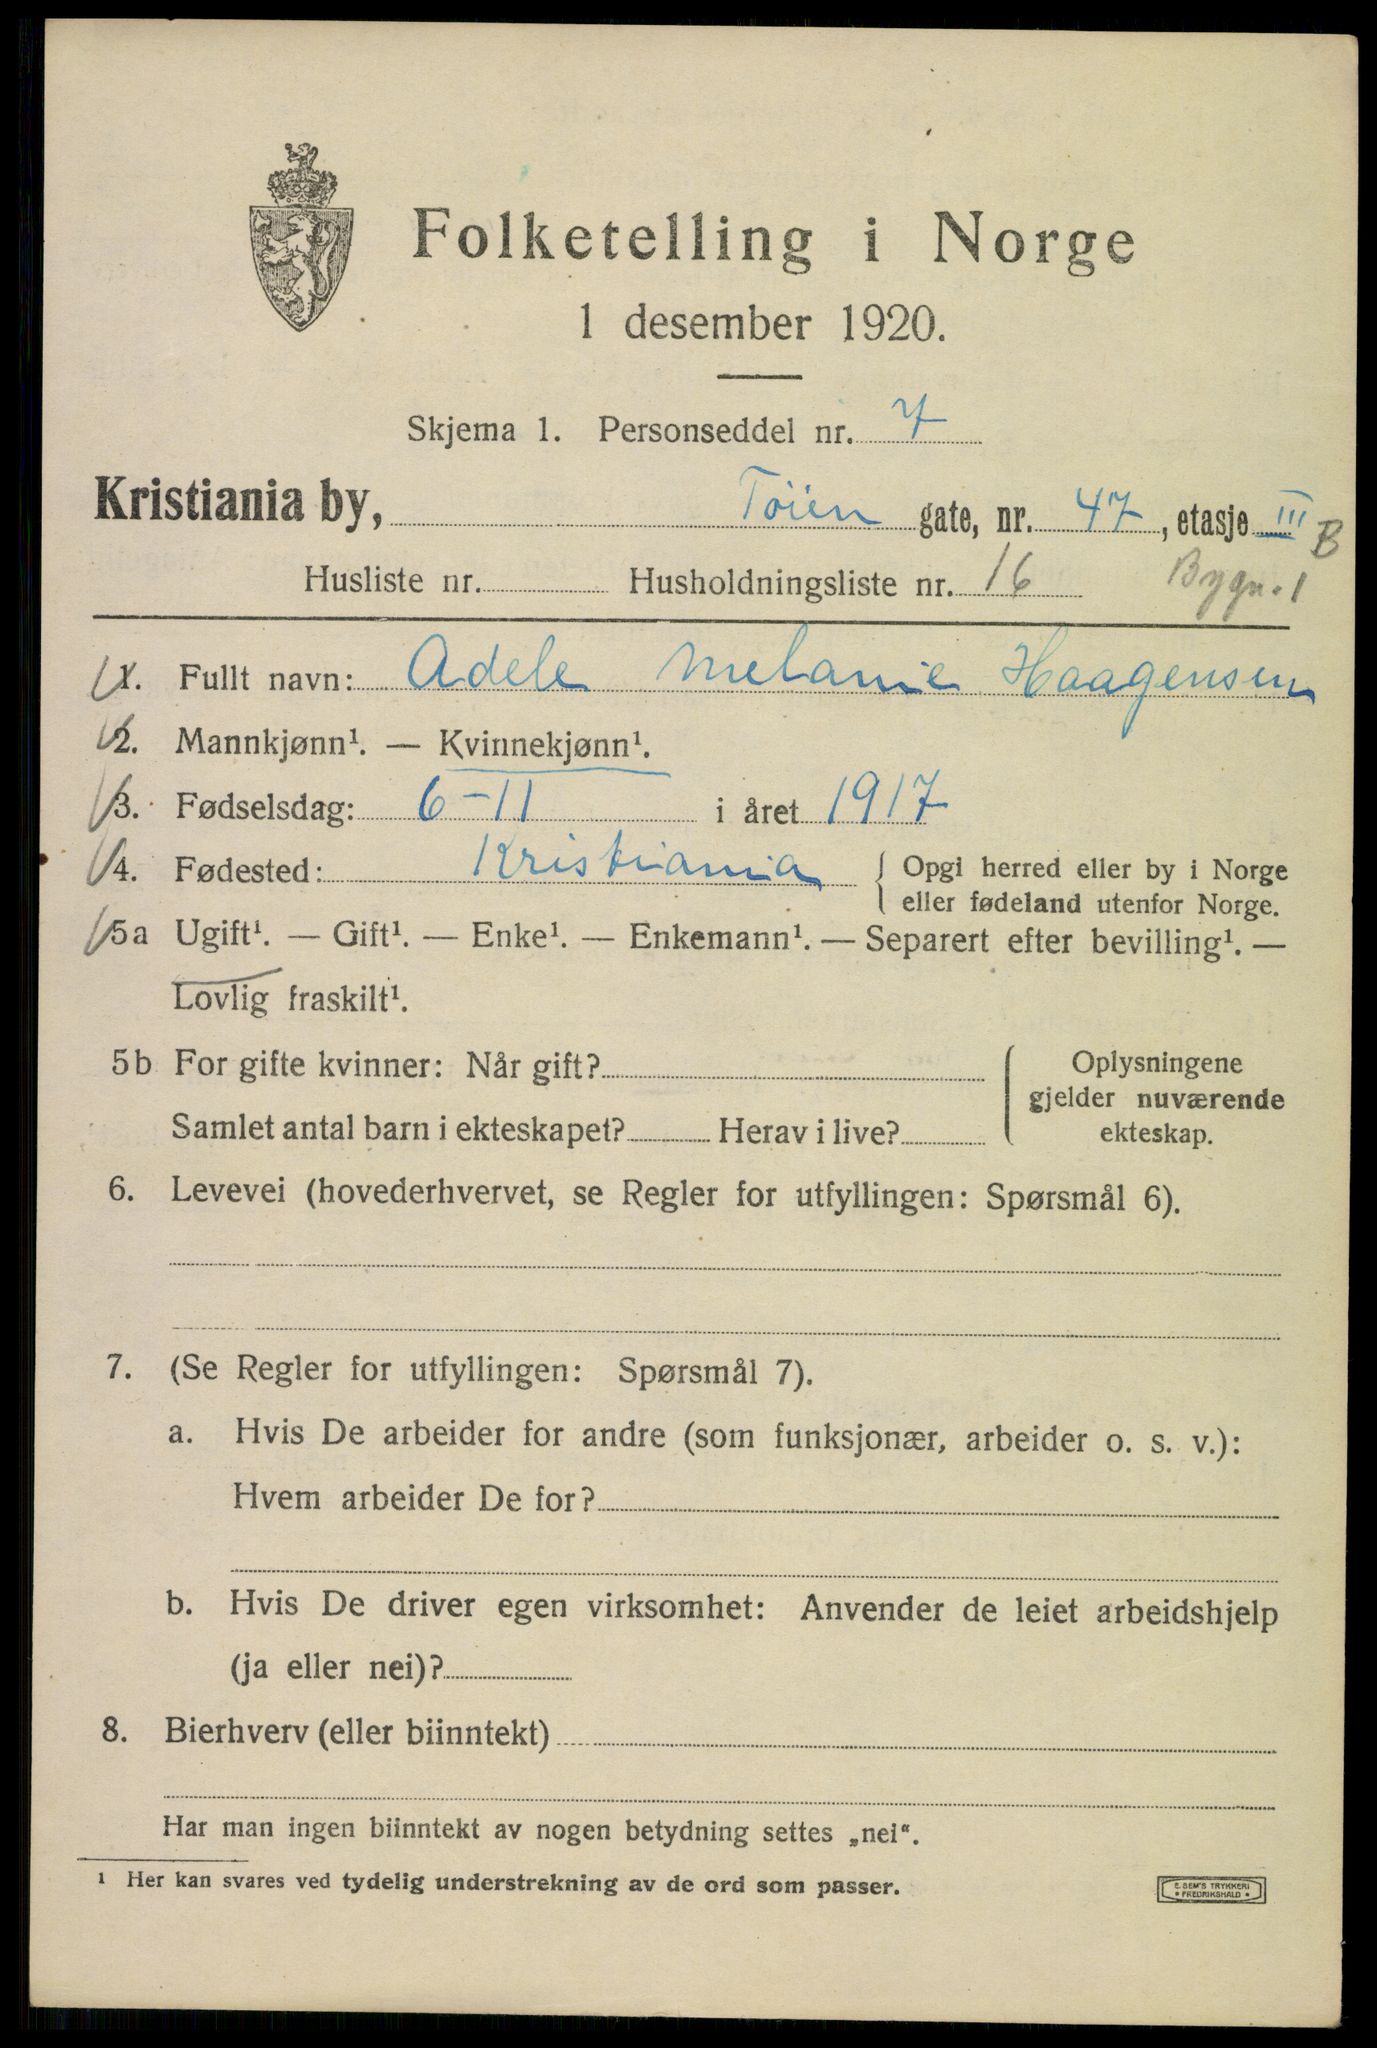 Folketelling i Norge
1 desember 1920.
Skjema 1. Personseddel nr. 7
Kristiania by, Töien gate, nr. 47, etasje III B
Husliste nr. Husholdningsliste nr. 16 Bygn. 1
1. Fullt navn: Adele Melanie Haagensen
2. Mannkjønn¹. — Kvinnekjønn¹.
3. Fødselsdag: 6-11 i året 1917
4. Fødested: Kristiania { Opgi herred eller by i Norge
eller fødeland utenfor Norge.
5a Ugift¹. — Gift¹. — Enke¹. — Enkemann¹. — Separert efter bevilling¹. —
Lovlig fraskilt¹.
5b For gifte kvinner: Når gift? { Oplysningene
gjelder nuværende
Samlet antal barn i ekteskapet? Herav i live? ekteskap.
6. Levevei (hovederhvervet, se Regler for utfyllingen: Spørsmål 6).
7. (Se Regler for utfyllingen: Spørsmål 7).
a. Hvis De arbeider for andre (som funksjonær, arbeider o. s. v.):
Hvem arbeider De for?
b. Hvis De driver egen virksomhet: Anvender de leiet arbeidshjelp
(ja eller nei)?
8. Bierhverv (eller biinntekt)
Har man ingen biinntekt av nogen betydning settes „nei“.
¹ Her kan svares ved tydelig understrekning av de ord som passer.
E. SEM'S TRYKKERI
• FREDRIKSHALD •